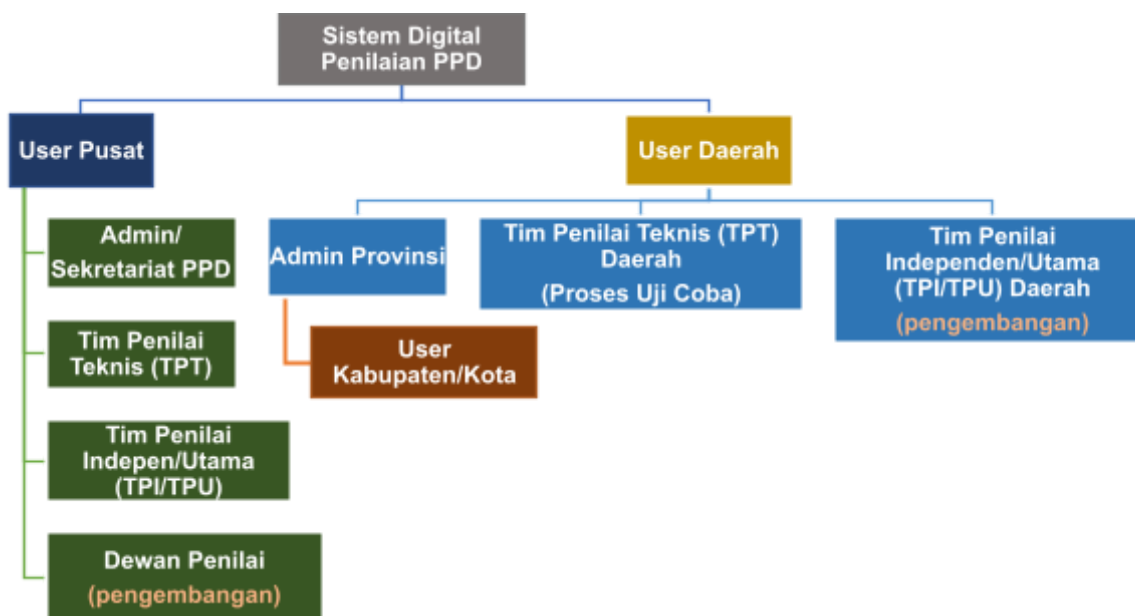 Sistem Digital
Penilaian PPD
User Pusat
User Daerah
Admin/
Sekretariat PPD
Tim Penilai
Teknis (TPT)
Tim Penilai
Indepen/Utama
(TPI/TPU)
Dewan Penilai
(pengembangan)
Admin Provinsi
User
Kabupaten/Kota
Tim Penilai Teknis (TPT)
Daerah
(Proses Uji Coba)
Tim Penilai
Independen/Utama
(TPI/TPU) Daerah
(pengembangan)